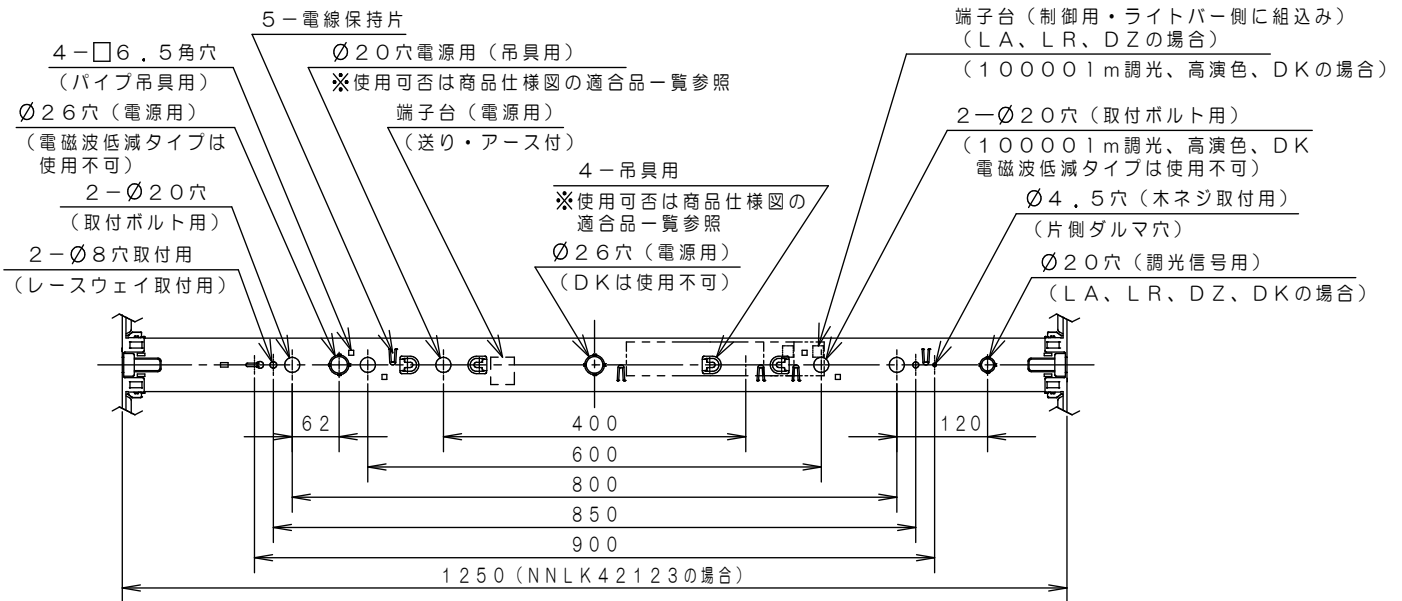 5－電線保持片
4－□6．5角穴
（パイプ吊具用）
Ø20穴電源用（吊具用）
※使用可否は商品仕様図の適合品一覧参照
Ø26穴（電源用）
（電磁波低減タイプは
使用不可）
端子台（電源用）
（送り・アース付）
2－Ø20穴
（取付ボルト用）
4－吊具用
※使用可否は商品仕様図の
適合品一覧参照
2－Ø8穴取付用
（レースウェイ取付用）
Ø26穴（電源用）
（DKは使用不可）
端子台（制御用・ライトバー側に組込み）
（LA、LR、DZの場合）
（10000lm調光、高演色、DKの場合）
2－Ø20穴（取付ボルト用）
（10000lm調光、高演色、DK
電磁波低減タイプは使用不可）
Ø4．5穴（木ネジ取付用）
（片側ダルマ穴）
Ø20穴（調光信号用）
（LA、LR、DZ、DKの場合）
62
400
120
600
800
850
900
1250（NNLK42123の場合）